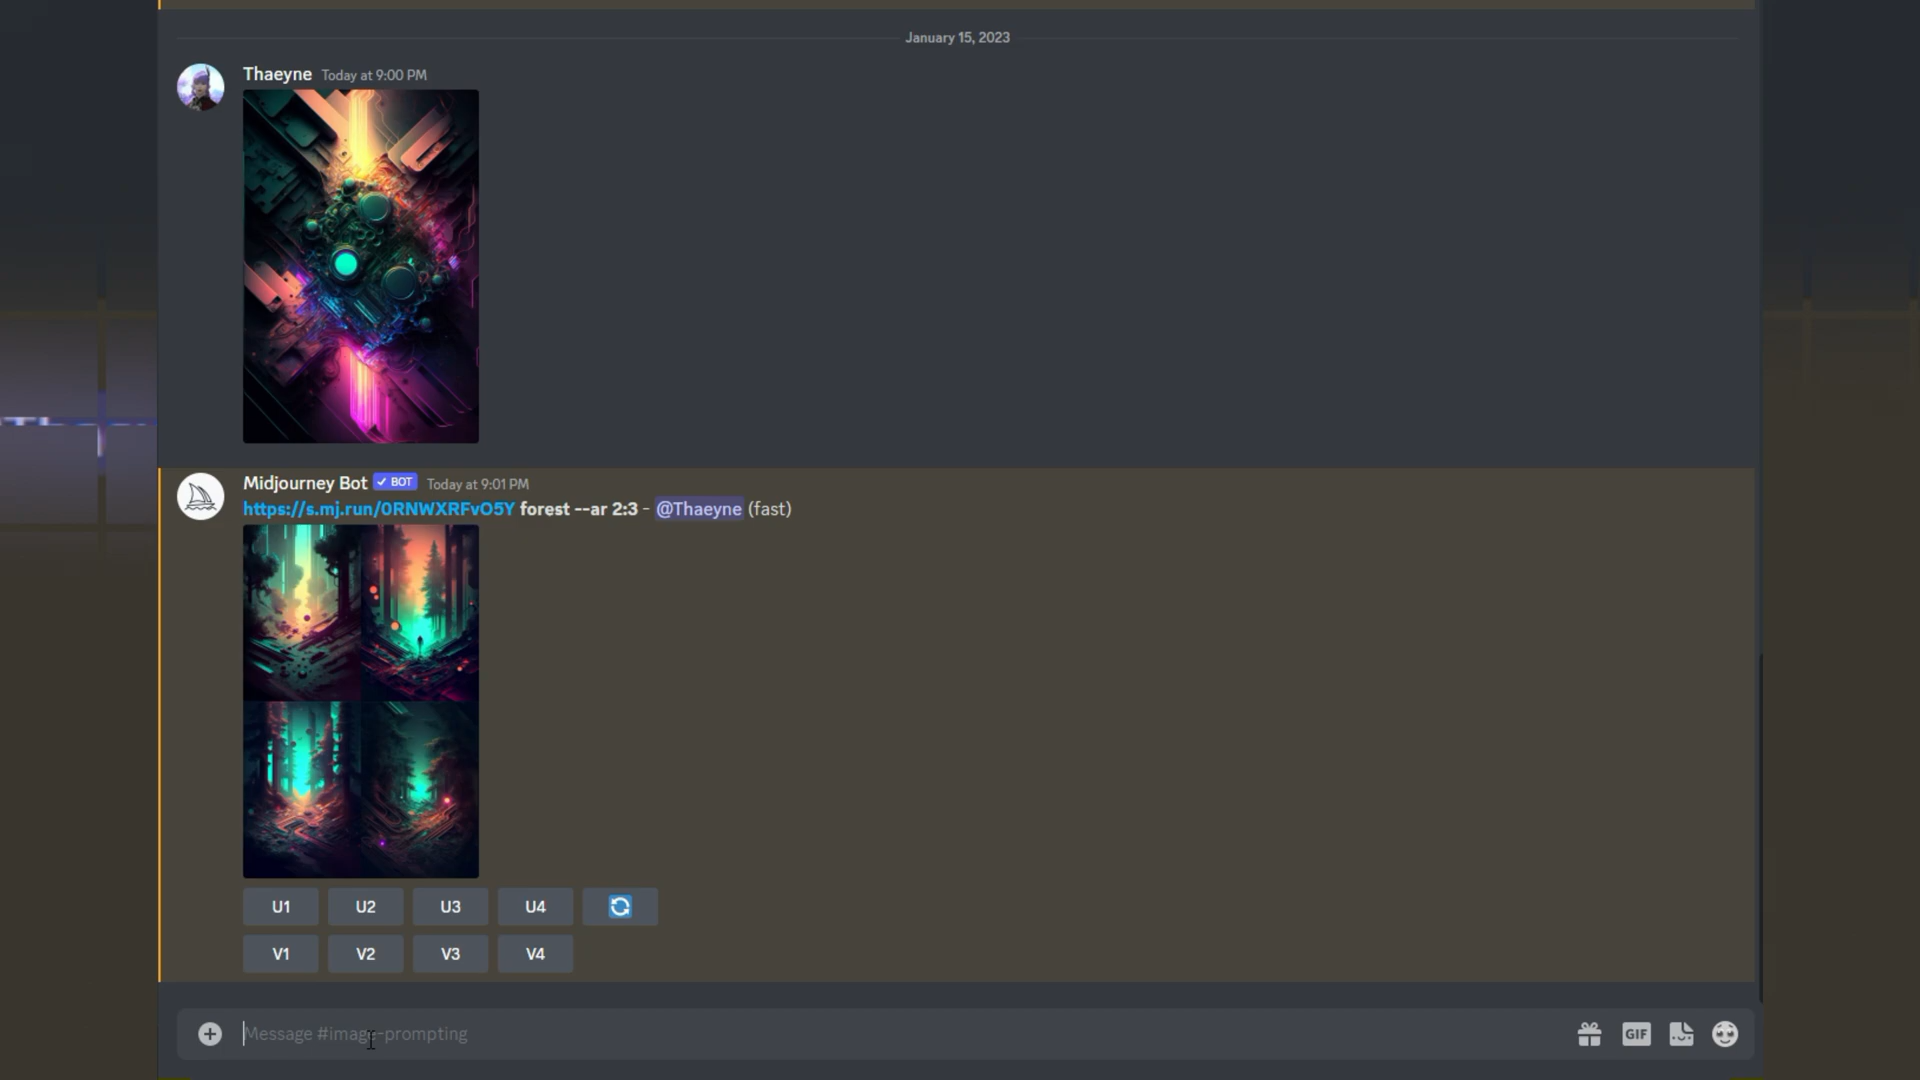 January 15, 2023
Thaeyne Today at 9:00 PM
Midjourney Bot BOT Today at 9:01 PM
https://s.mj.run/0RNWXRFvO5Y forest --ar 2:3 - @Thaeyne (fast)
U1 U2 U3 U4
V1 V2 V3 V4
Message #image-prompting
GIF